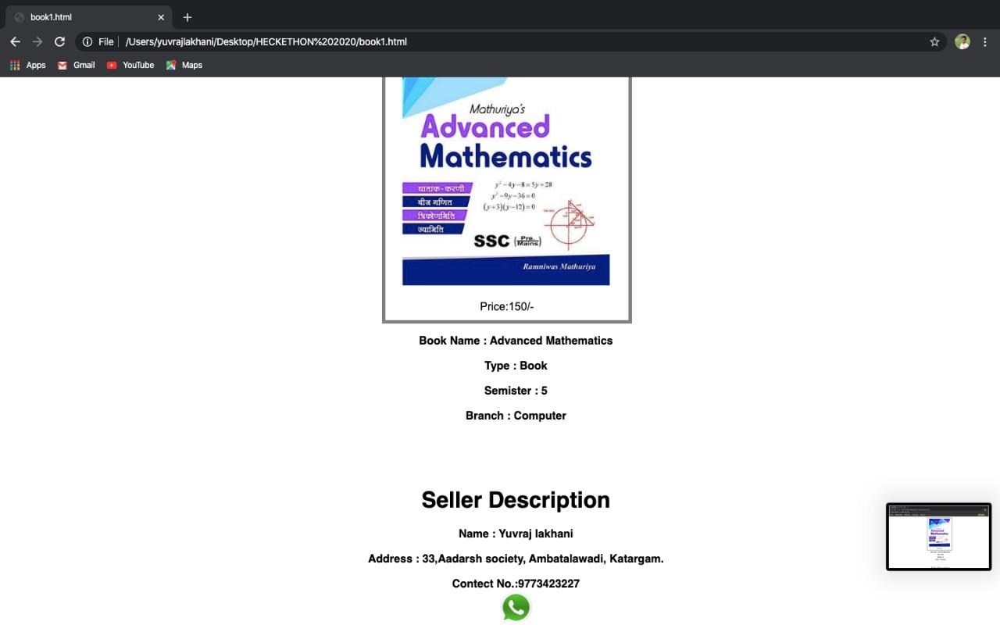 book1.html
File /Users/yuvrajlakhani/Desktop/HECKETHON%202020/book1.html
Apps Gmail YouTube Maps
Mathuriya's
Advanced
Mathematics
घातांक-करणी
बीज गणित
त्रिकोणमिति
ज्यामिति
y² −4y−8=5y+28
y² −9y−36=0
(y+3)(y−12)=0
SSC (Pre. Mains)
Ramniwas Mathuriya
Price:150/-
Book Name : Advanced Mathematics
Type : Book
Semister : 5
Branch : Computer
Seller Description
Name : Yuvraj lakhani
Address : 33,Aadarsh society, Ambatalawadi, Katargam.
Contect No.:9773423227